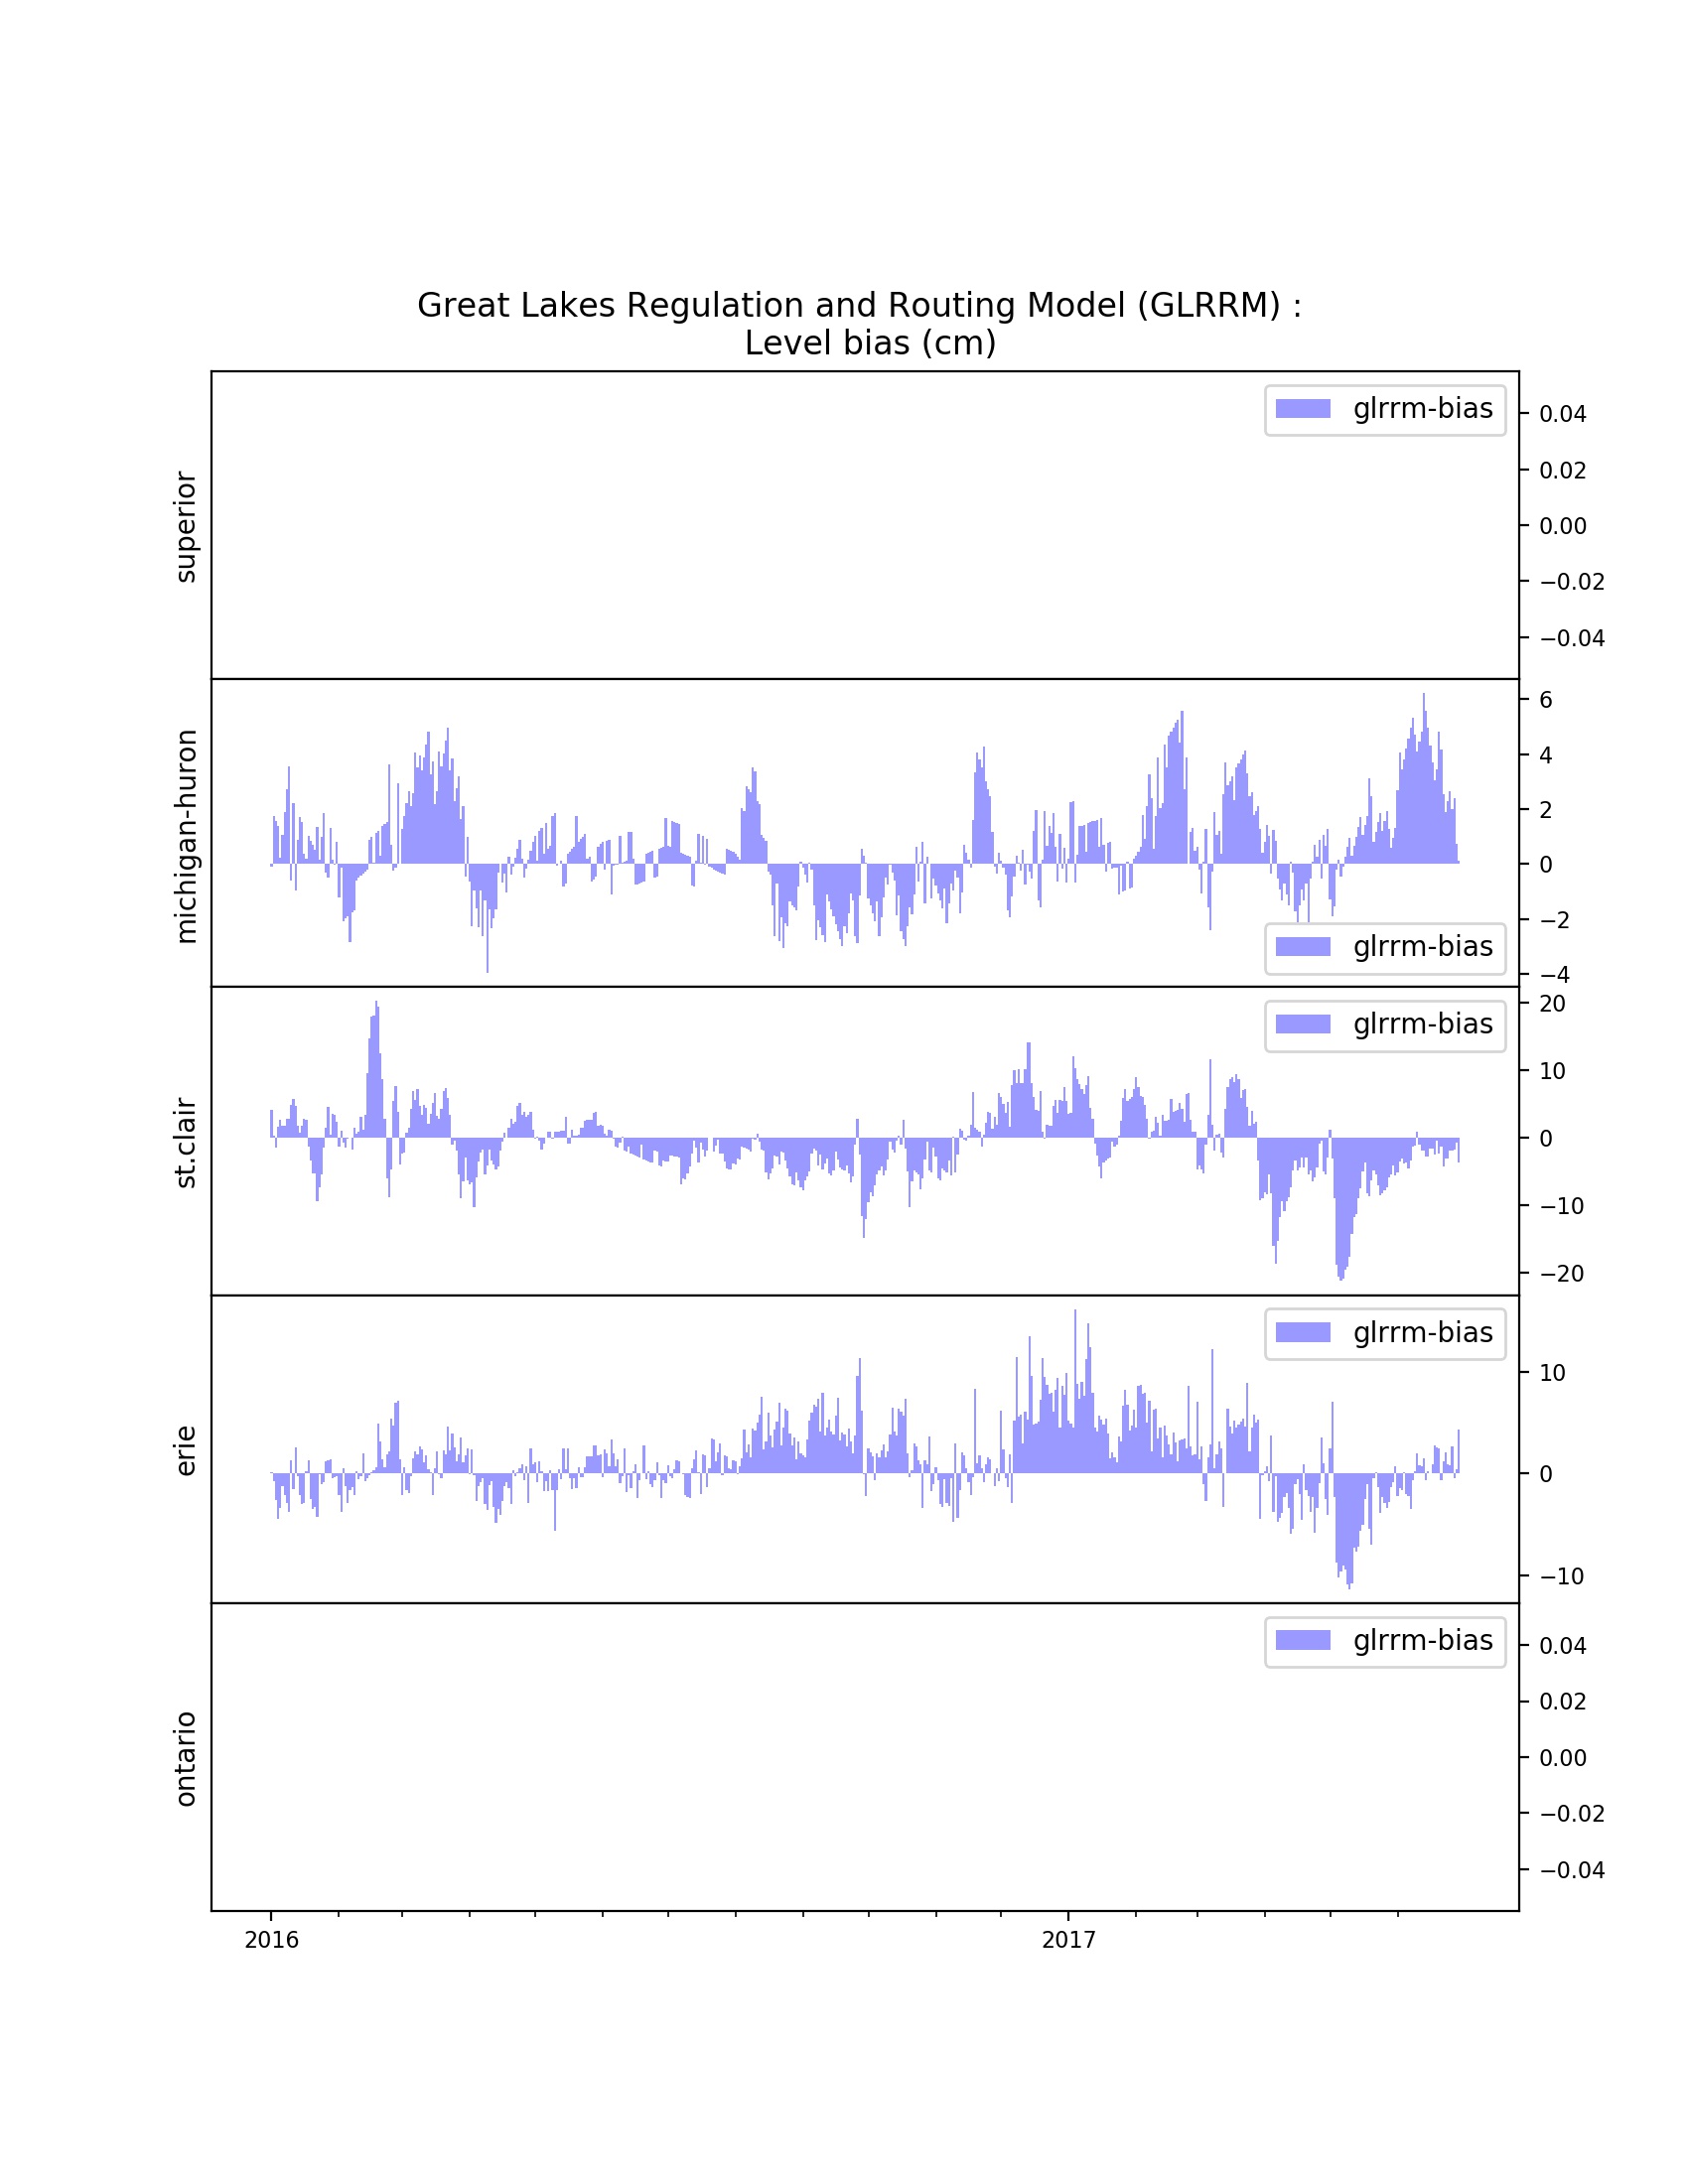 Great Lakes Regulation and Routing Model (GLRRM) :
Level bias (cm)
superior
glrrm-bias
0.04
0.02
0.00
−0.02
−0.04
michigan-huron
6
4
2
0
−2
−4
glrrm-bias
st.clair
glrrm-bias
20
10
0
−10
−20
erie
glrrm-bias
10
0
−10
ontario
glrrm-bias
0.04
0.02
0.00
−0.02
−0.04
2016
2017